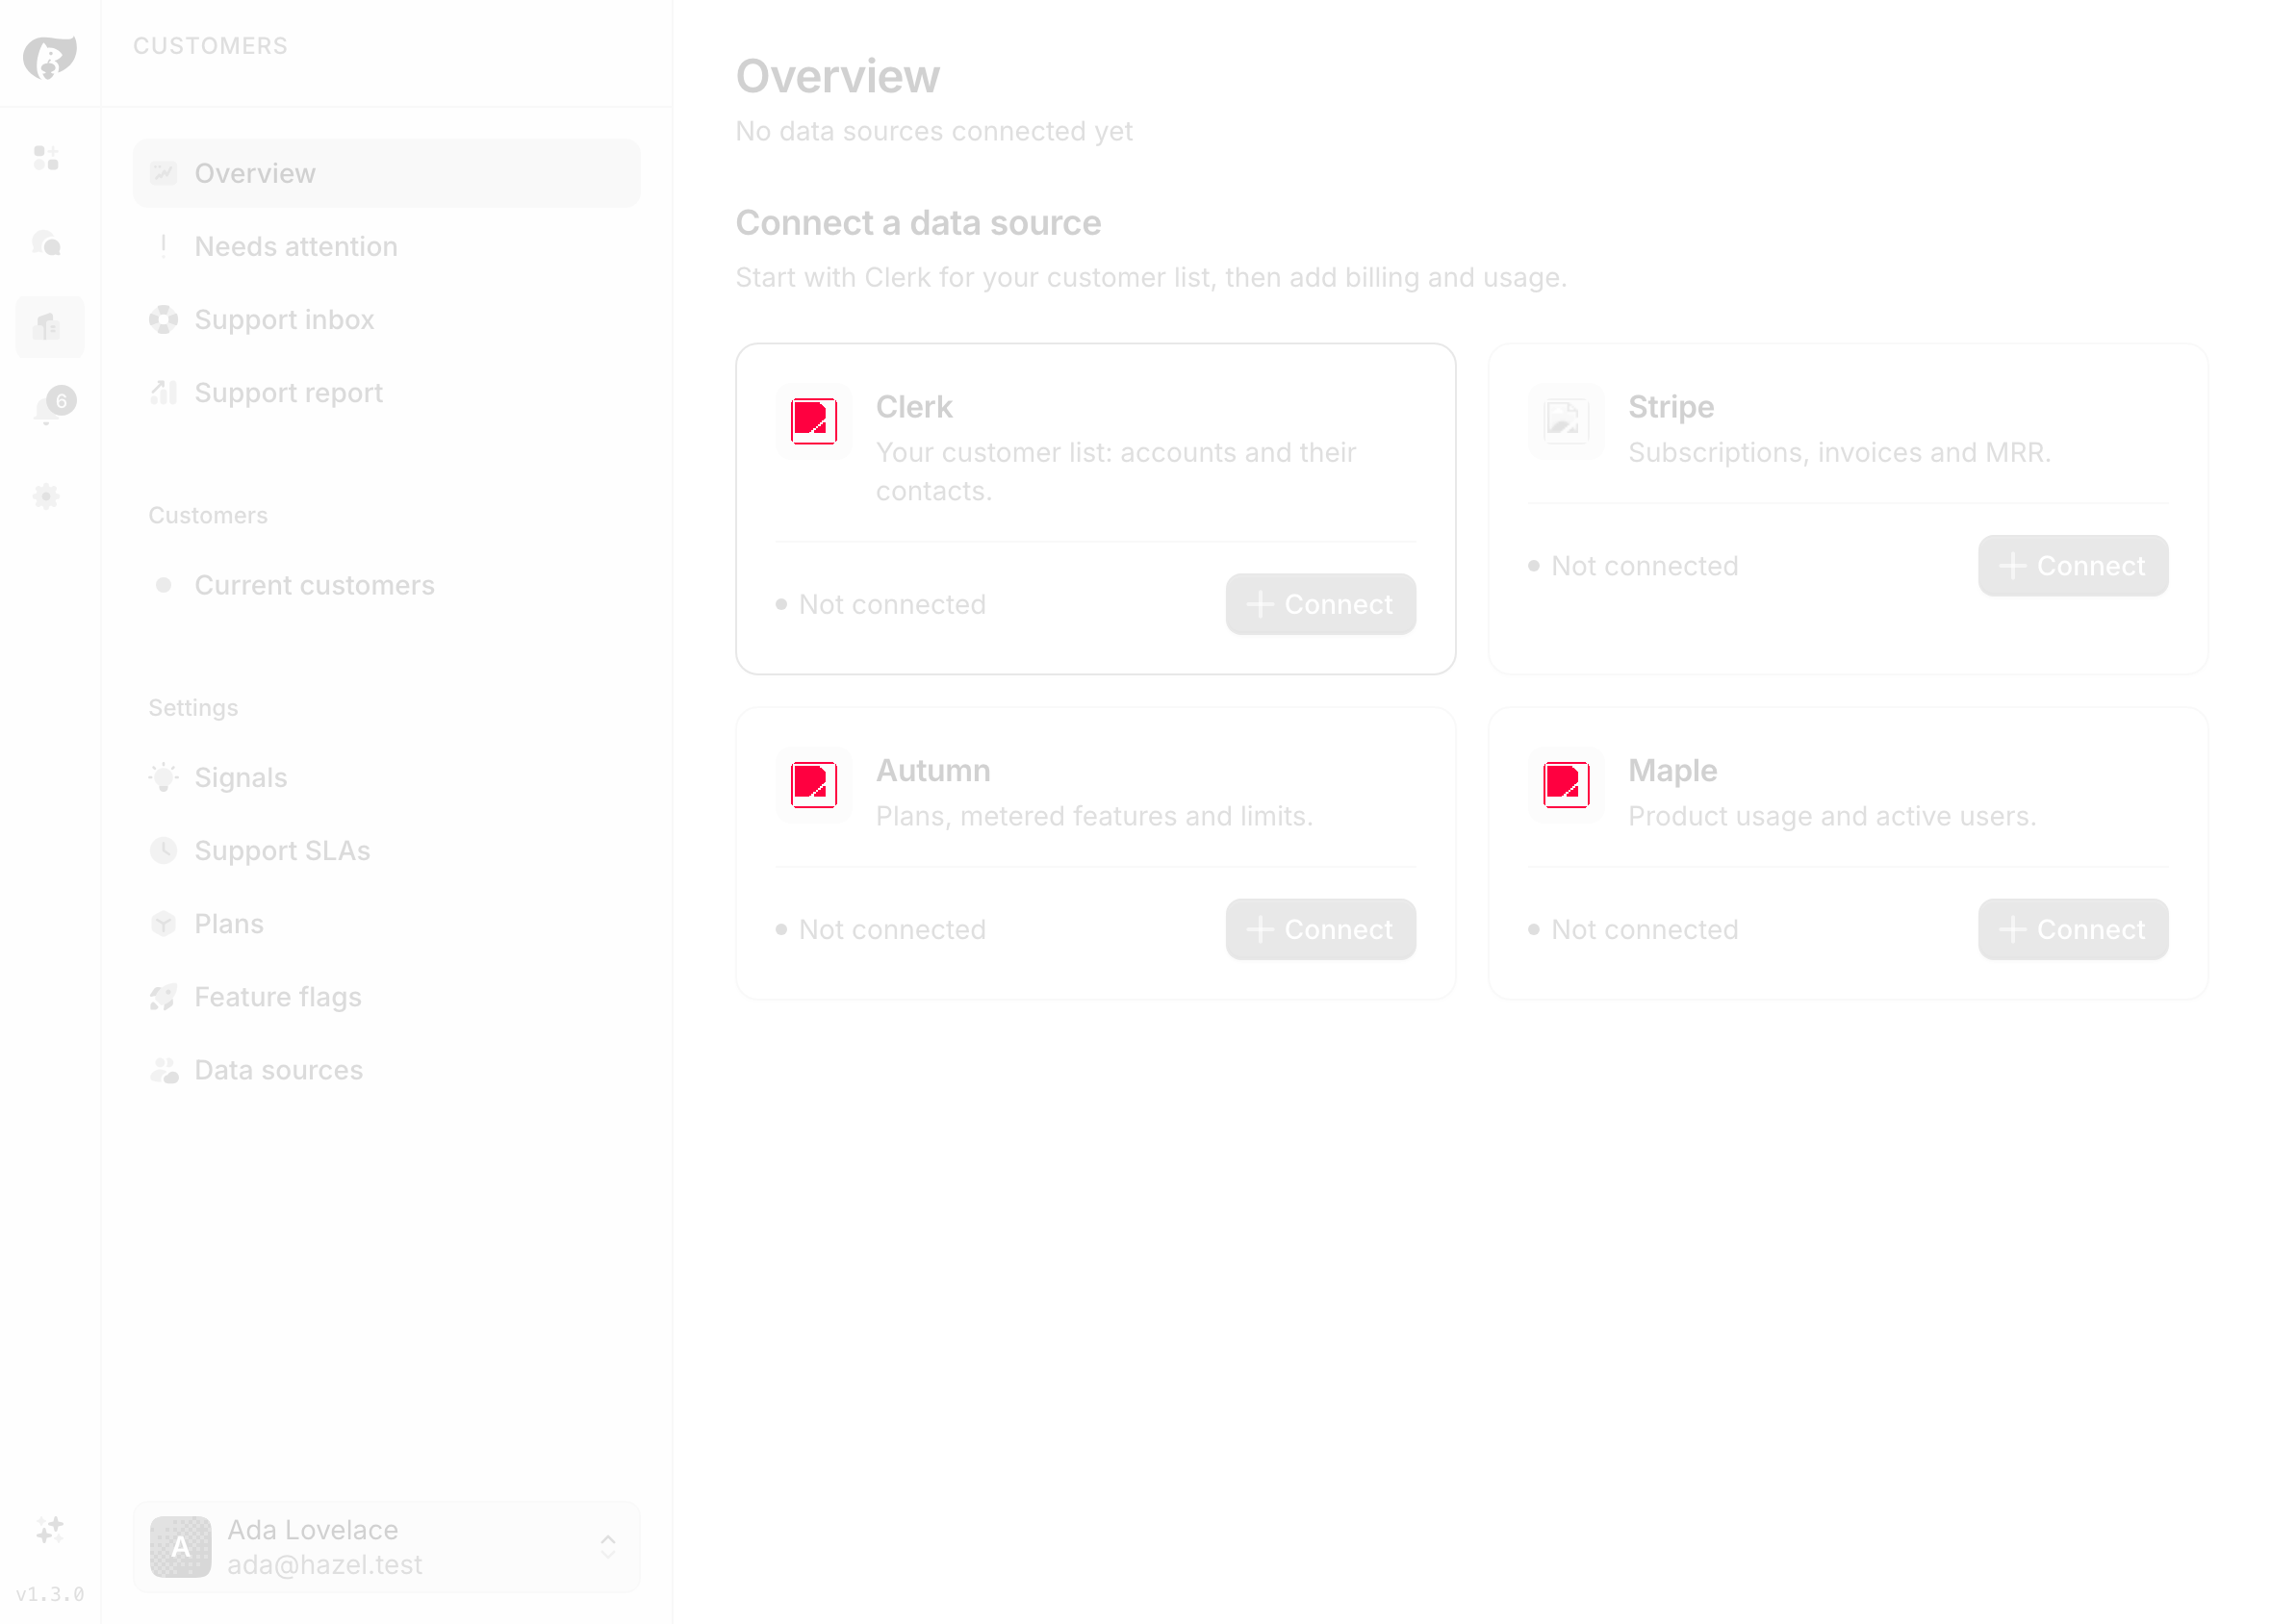 CUSTOMERS
Overview
Needs attention
Support inbox
Support report
6
Customers
Current customers
Settings
Signals
Support SLAs
Plans
Feature flags
Data sources
A
Ada Lovelace
ada@hazel.test
v1.3.0
Overview
No data sources connected yet
Connect a data source
Start with Clerk for your customer list, then add billing and usage.
Clerk
Your customer list: accounts and their
contacts.
Not connected
Connect
Stripe
Subscriptions, invoices and MRR.
Not connected
Connect
Autumn
Plans, metered features and limits.
Not connected
Connect
Maple
Product usage and active users.
Not connected
Connect